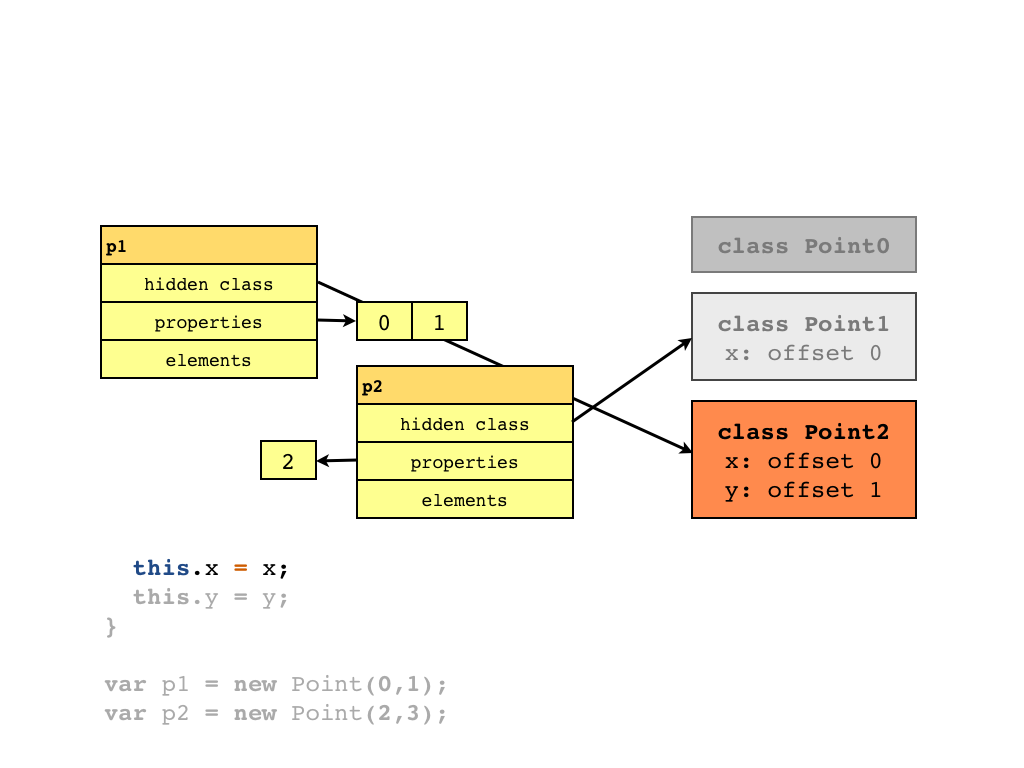 p1
hidden class
properties
elements
0 1
p2
hidden class
properties
elements
2
class Point0
class Point1
x: offset 0
class Point2
x: offset 0
y: offset 1
this.x = x;
this.y = y;
}
var p1 = new Point(0,1);
var p2 = new Point(2,3);